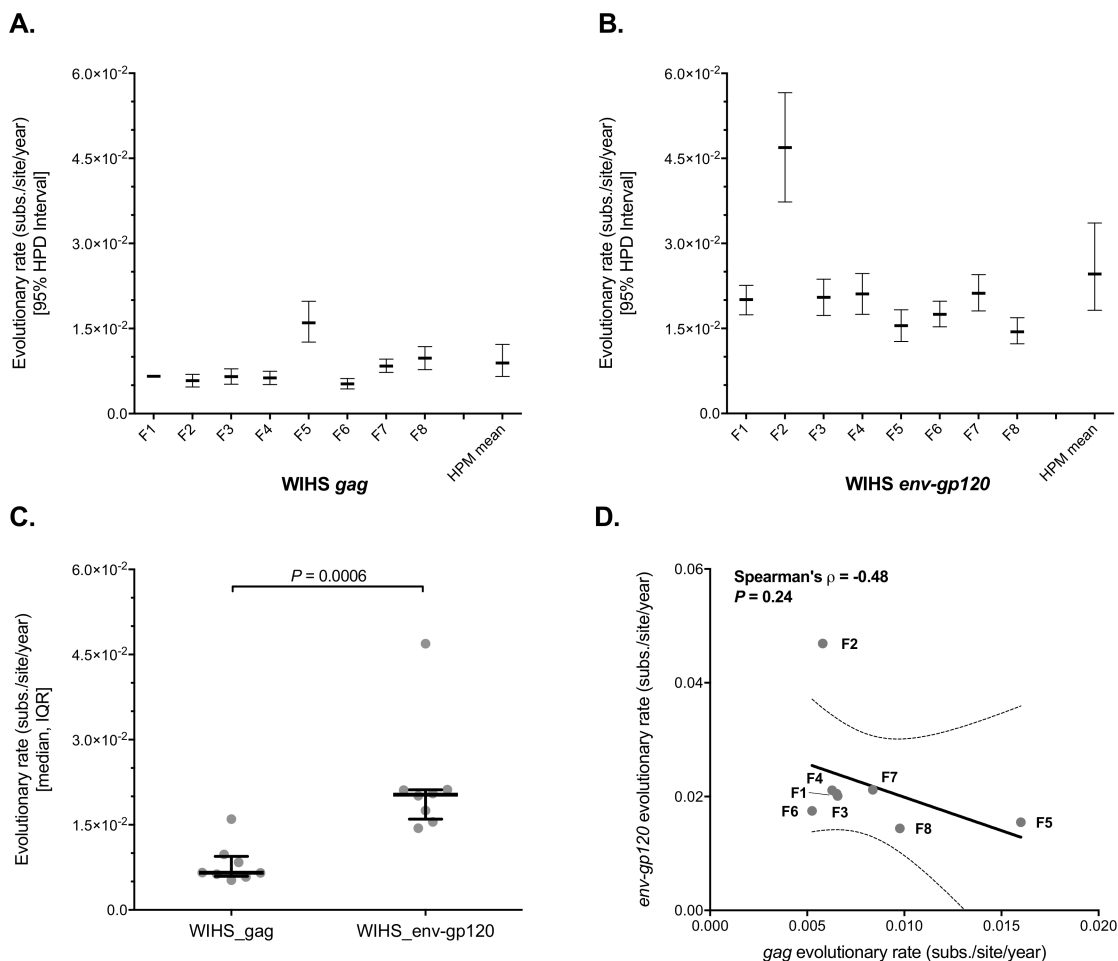 A.
Evolutionary rate (subs./site/year)
[95% HPD Interval]
6.0×10⁻²
4.5×10⁻²
3.0×10⁻²
1.5×10⁻²
0.0
F1
F2
F3
F4
F5
F6
F7
F8
HPM mean
WIHS gag
B.
Evolutionary rate (subs./site/year)
[95% HPD Interval]
6.0×10⁻²
4.5×10⁻²
3.0×10⁻²
1.5×10⁻²
0.0
F1
F2
F3
F4
F5
F6
F7
F8
HPM mean
WIHS env-gp120
C.
Evolutionary rate (subs./site/year)
[median, IQR]
6.0×10⁻²
4.5×10⁻²
3.0×10⁻²
1.5×10⁻²
0.0
P = 0.0006
WIHS_gag
WIHS_env-gp120
D.
env-gp120 evolutionary rate (subs./site/year)
0.06
0.04
0.02
0.00
Spearman's ρ = -0.48
P = 0.24
F2
F4
F7
F1
F6
F3
F8
F5
0.000
0.005
0.010
0.015
0.020
gag evolutionary rate (subs./site/year)